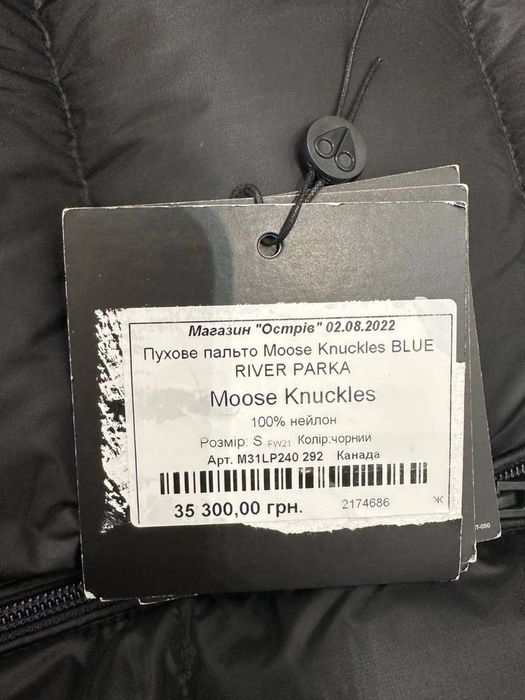 Магазин "Острів" 02.08.2022
Пухове пальто Moose Knuckles BLUE
RIVER PARKA
Moose Knuckles
100% нейлон
Розмір: S FW21 Колір:чорний
Арт. M31LP240 292 Канада
35 300,00 грн.
2174686
Ж